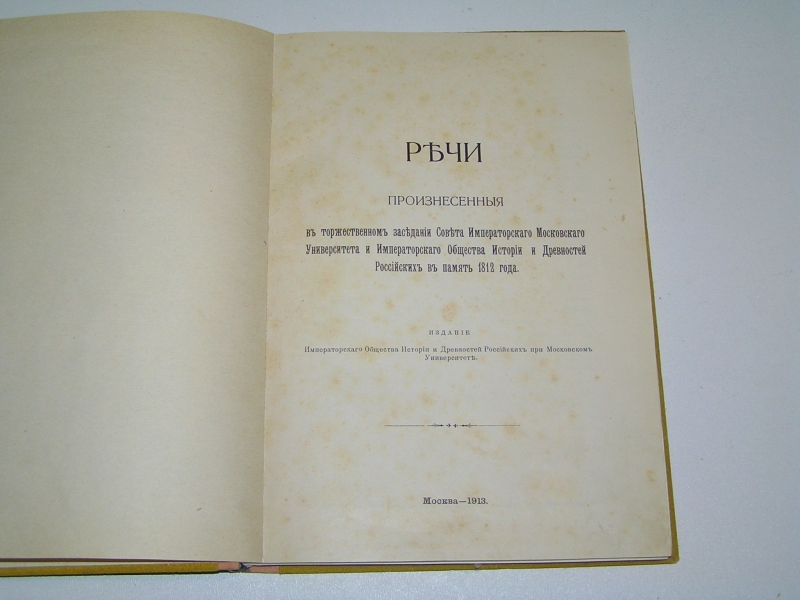 РѢЧИ
ПРОИЗНЕСЕННЫЯ
въ торжественномъ засѣданіи Совѣта Императорскаго Московскаго
Университета и Императорскаго Общества Исторіи и Древностей
Россійскихъ въ память 1812 года.
ИЗДАНІЕ
Императорскаго Общества Исторіи и Древностей Россійскихъ при Московскомъ
Университетѣ.
Москва—1913.